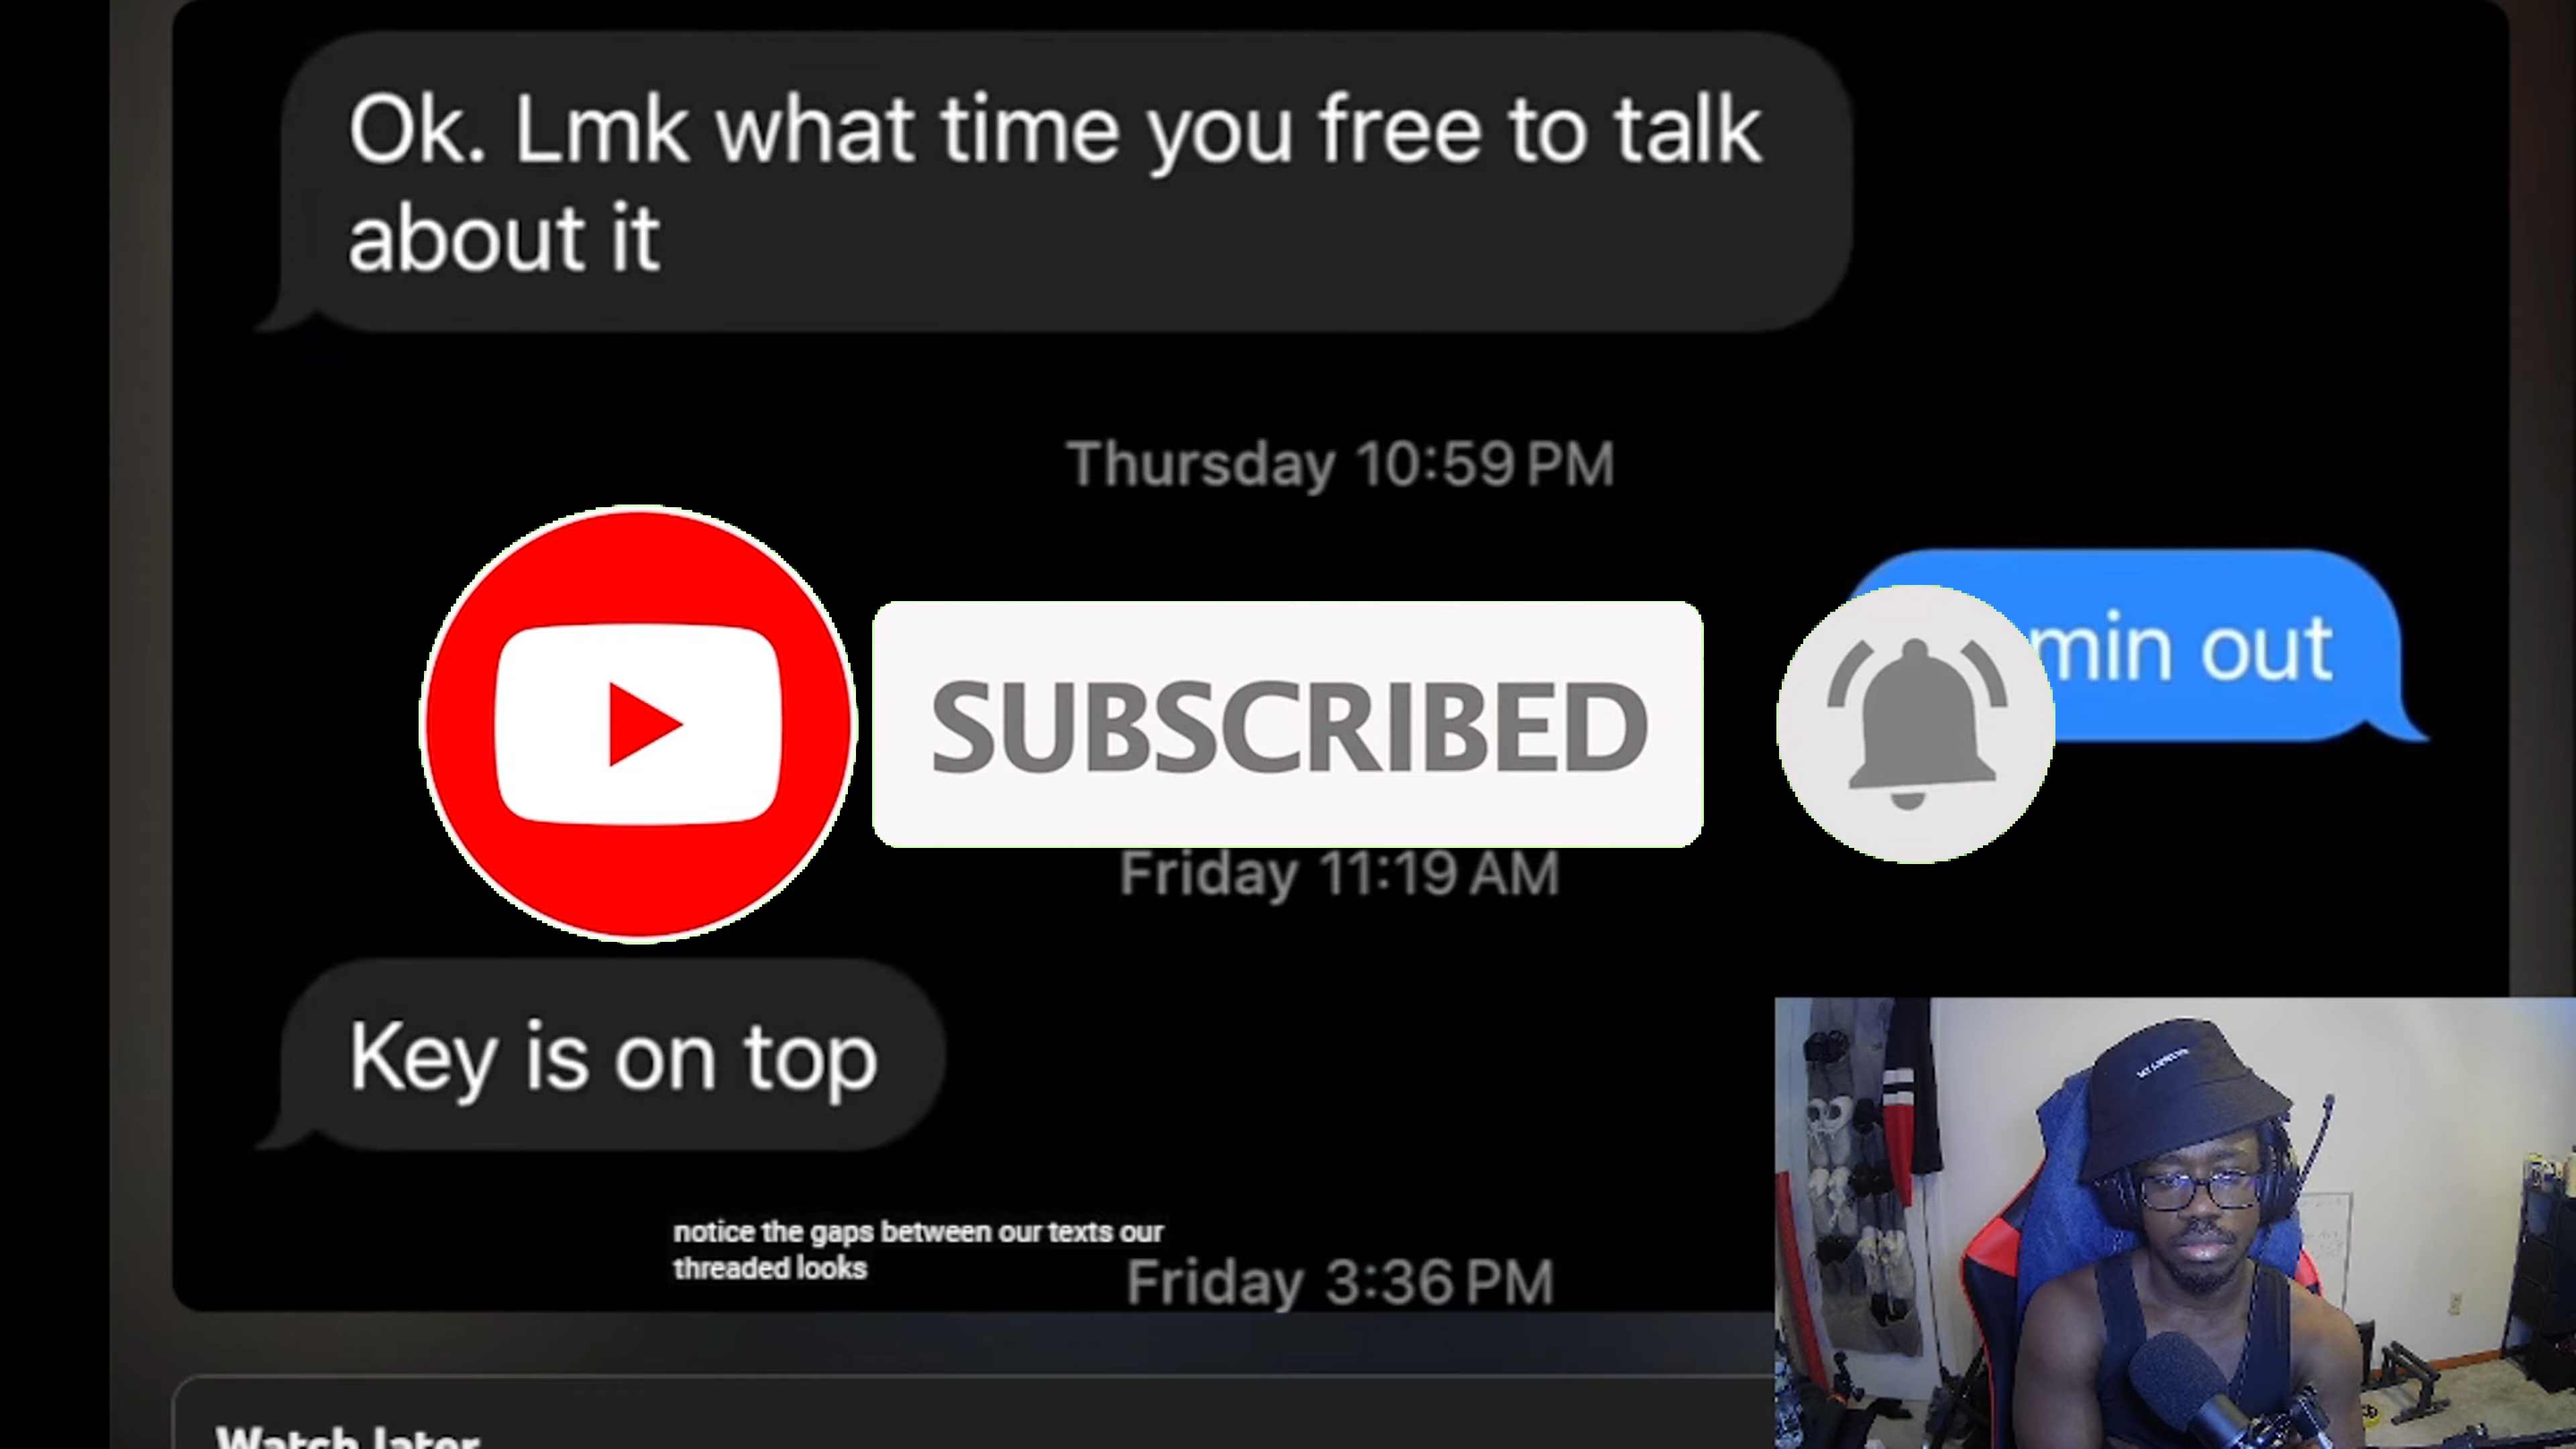 Ok. Lmk what time you free to talk
about it
Thursday 10:59 PM
min out
SUBSCRIBED
Friday 11:19 AM
Key is on top
notice the gaps between our texts our
threaded looks
Friday 3:36 PM
Watch later